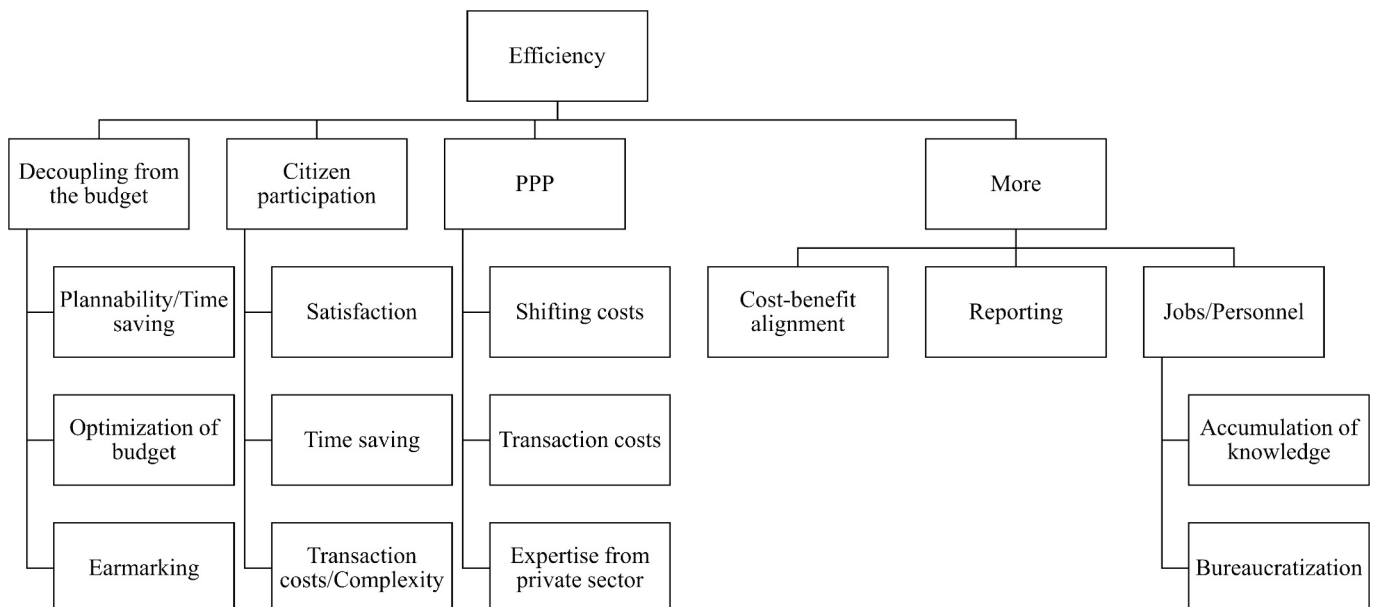 Efficiency
Decoupling from
the budget
Citizen
participation
PPP
More
Plannability/Time
saving
Satisfaction
Shifting costs
Cost-benefit
alignment
Reporting
Jobs/Personnel
Optimization of
budget
Time saving
Transaction costs
Accumulation of
knowledge
Earmarking
Transaction
costs/Complexity
Expertise from
private sector
Bureaucratization